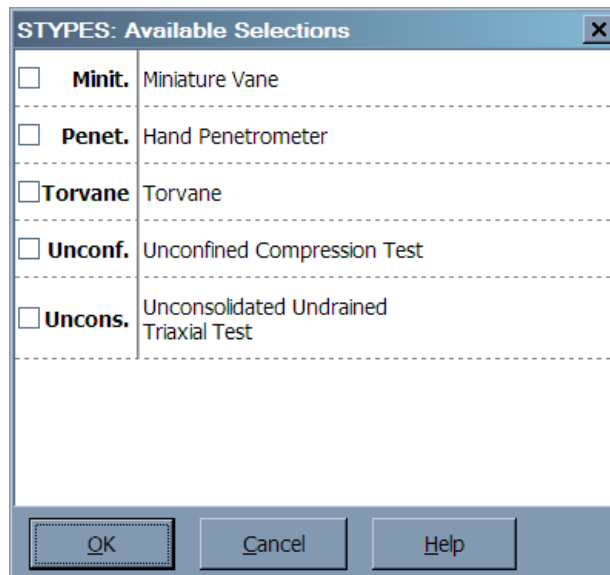 STYPES: Available Selections
Minit. Miniature Vane
Penet. Hand Penetrometer
Torvane Torvane
Unconf. Unconfined Compression Test
Uncons. Unconsolidated Undrained
Triaxial Test
OK Cancel Help